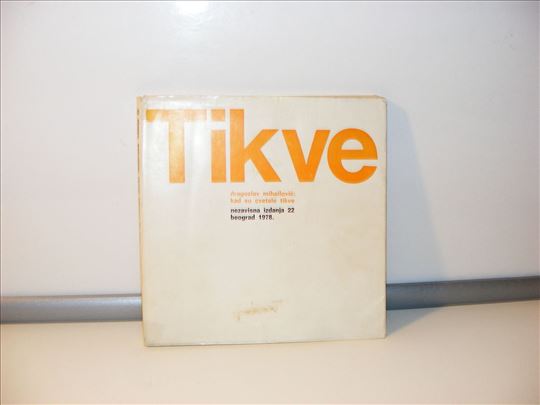 Tikve
dragoslav mihailović:
kad su cvetale tikve
nezavisna izdanja 22
beograd 1978.